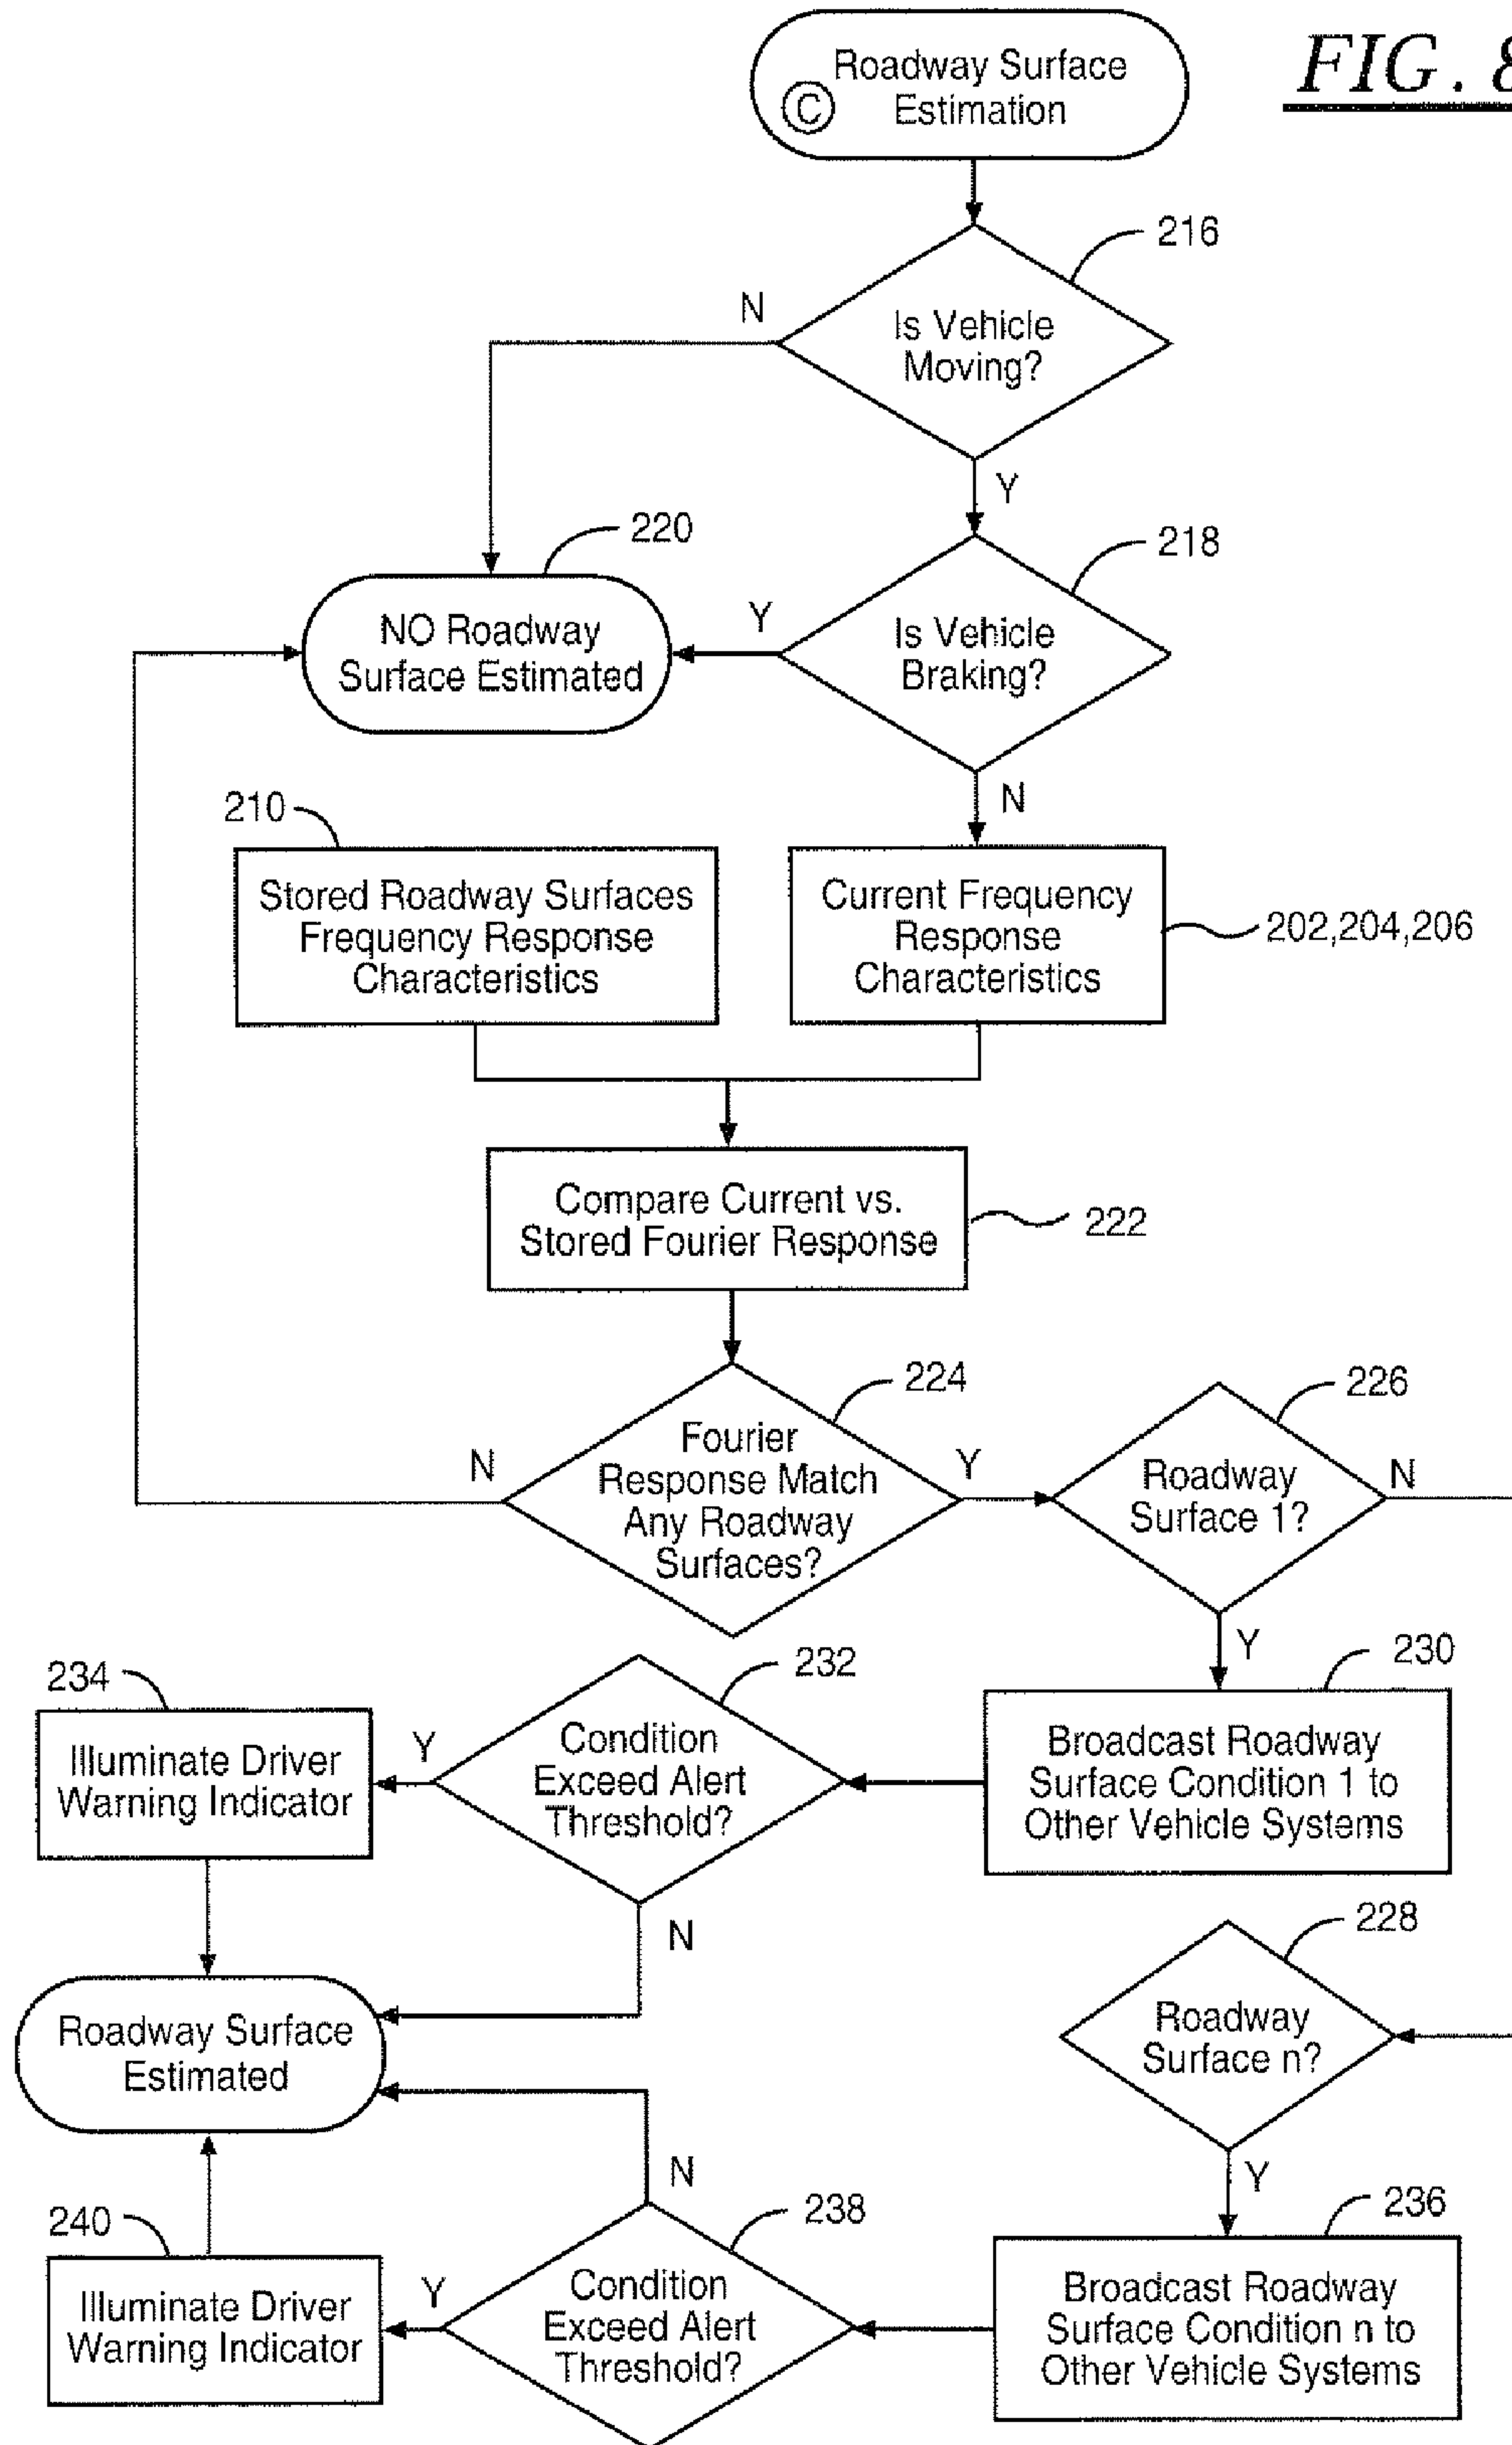 Roadway Surface
Estimation
C
FIG. 8
216
Is Vehicle
Moving?
N
Y
220
218
NO Roadway
Surface Estimated
Y
Is Vehicle
Braking?
N
210
Stored Roadway Surfaces
Frequency Response
Characteristics
Current Frequency
Response
Characteristics
202,204,206
Compare Current vs.
Stored Fourier Response
222
224
226
Fourier
Response Match
Any Roadway
Surfaces?
N
Y
Roadway
Surface 1?
N
Y
234
232
230
Illuminate Driver
Warning Indicator
Y
Condition
Exceed Alert
Threshold?
Broadcast Roadway
Surface Condition 1 to
Other Vehicle Systems
N
228
Roadway Surface
Estimated
Roadway
Surface n?
N
Y
240
238
236
Illuminate Driver
Warning Indicator
Y
Condition
Exceed Alert
Threshold?
Broadcast Roadway
Surface Condition n to
Other Vehicle Systems